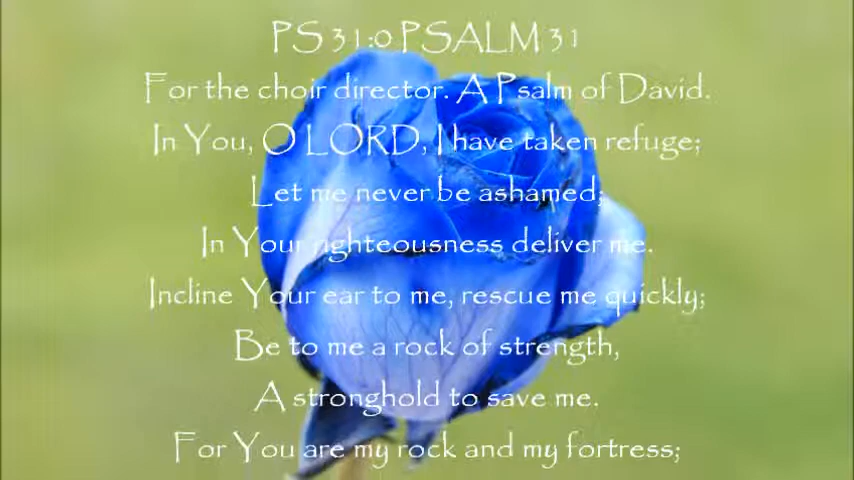 PS 31:0 PSALM 31
For the choir director. A Psalm of David.
In You, O LORD, I have taken refuge;
Let me never be ashamed;
In Your righteousness deliver me.
Incline Your ear to me, rescue me quickly;
Be to me a rock of strength,
A stronghold to save me.
For You are my rock and my fortress;